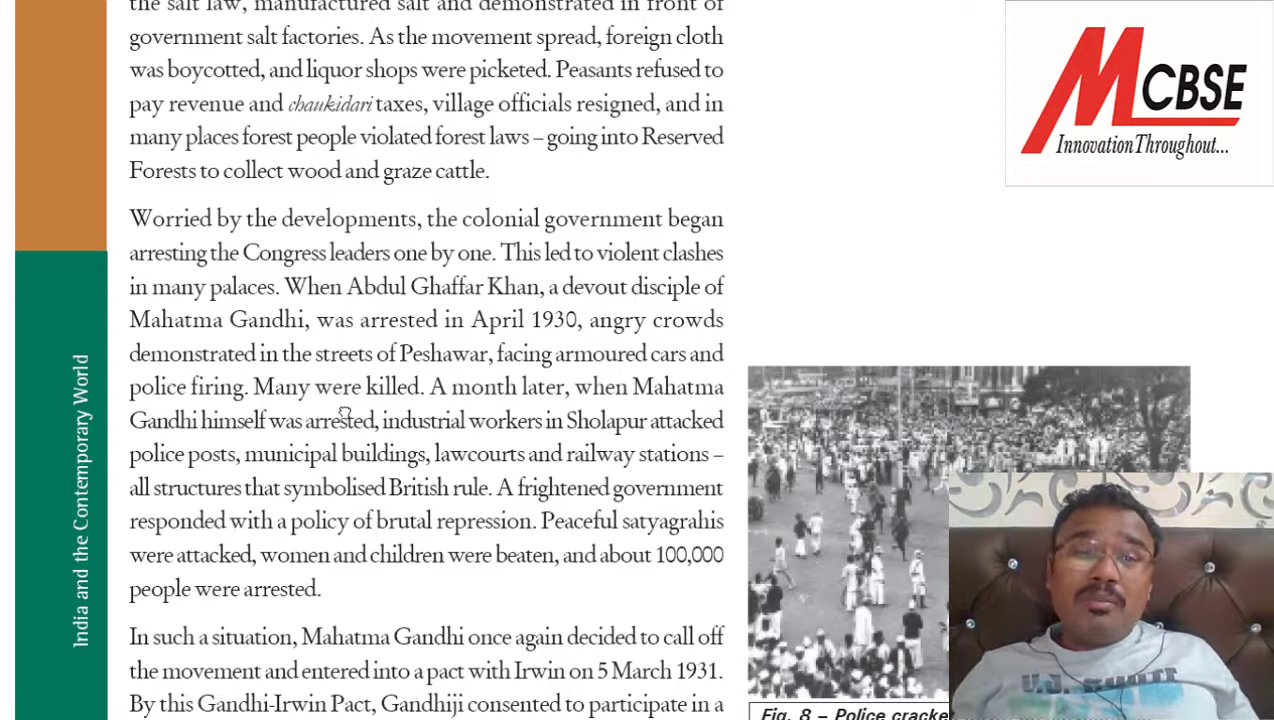 the salt law, manufactured salt and demonstrated in front of
government salt factories. As the movement spread, foreign cloth
was boycotted, and liquor shops were picketed. Peasants refused to
pay revenue and chaukidari taxes, village officials resigned, and in
many places forest people violated forest laws – going into Reserved
Forests to collect wood and graze cattle.
Worried by the developments, the colonial government began
arresting the Congress leaders one by one. This led to violent clashes
in many palaces. When Abdul Ghaffar Khan, a devout disciple of
Mahatma Gandhi, was arrested in April 1930, angry crowds
demonstrated in the streets of Peshawar, facing armoured cars and
police firing. Many were killed. A month later, when Mahatma
Gandhi himself was arrested, industrial workers in Sholapur attacked
police posts, municipal buildings, lawcourts and railway stations –
all structures that symbolised British rule. A frightened government
responded with a policy of brutal repression. Peaceful satyagrahis
were attacked, women and children were beaten, and about 100,000
people were arrested.
In such a situation, Mahatma Gandhi once again decided to call off
the movement and entered into a pact with Irwin on 5 March 1931.
By this Gandhi-Irwin Pact, Gandhiji consented to participate in a
India and the Contemporary World
MCBSE
Innovation Throughout...
Fig. 8 – Police cracke
U.J.